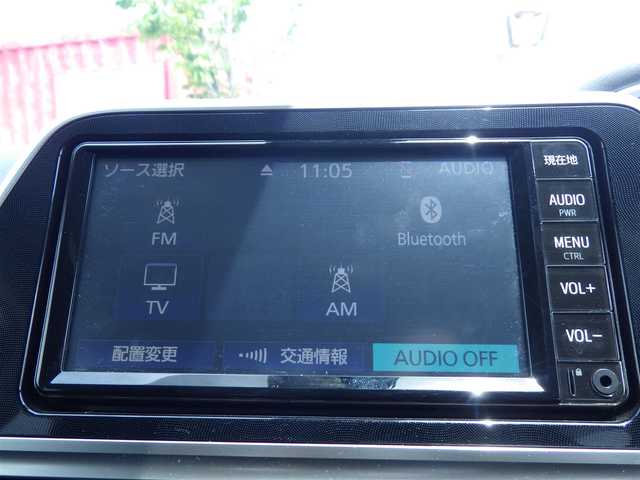 ソース選択 11:05 AUDIO
現在地
FM Bluetooth
AUDIO
PWR
MENU
CTRL
TV AM
VOL+
VOL-
配置変更 交通情報 AUDIO OFF